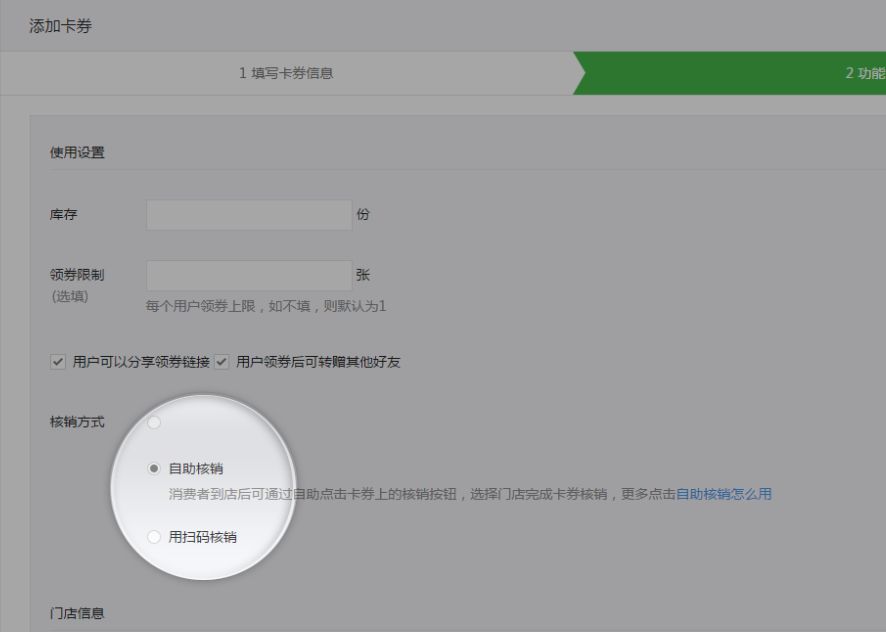 添加卡券
1 填写卡券信息
2 功能
使用设置
库存
份
领券限制
张
(选填)
每个用户领券上限，如不填，则默认为1
用户可以分享领券链接 用户领券后可转赠其他好友
核销方式
自助核销
消费者到店后可通过自助点击卡券上的核销按钮，选择门店完成卡券核销，更多点击自助核销怎么用
用扫码核销
门店信息